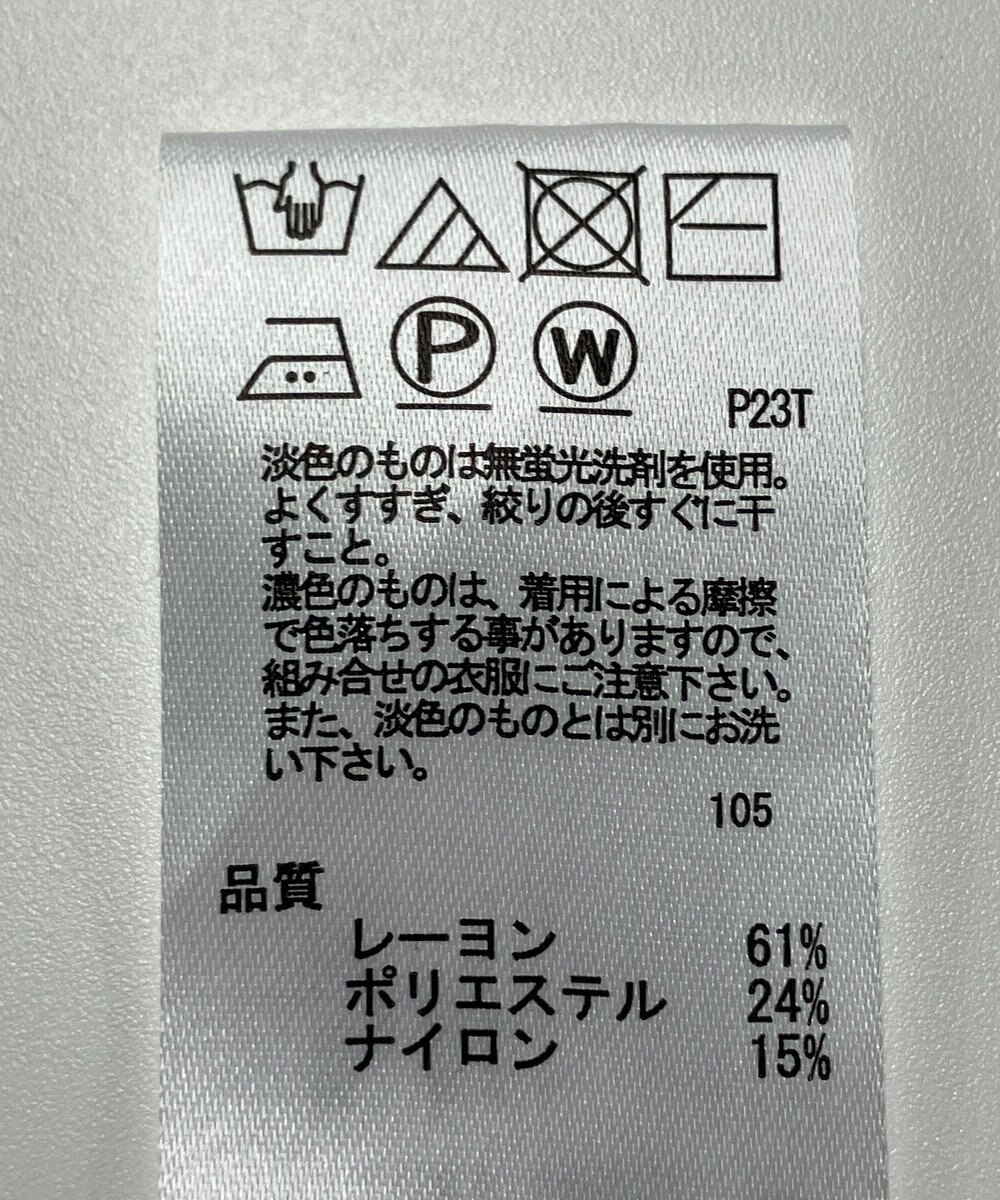 P W
P23T
淡色のものは無蛍光洗剤を使用。
よくすすぎ、絞りの後すぐに干
すこと。
濃色のものは、着用による摩擦
で色落ちする事がありますので、
組み合せの衣服にご注意下さい。
また、淡色のものとは別にお洗
い下さい。
105
品質
レーヨン 61%
ポリエステル 24%
ナイロン 15%